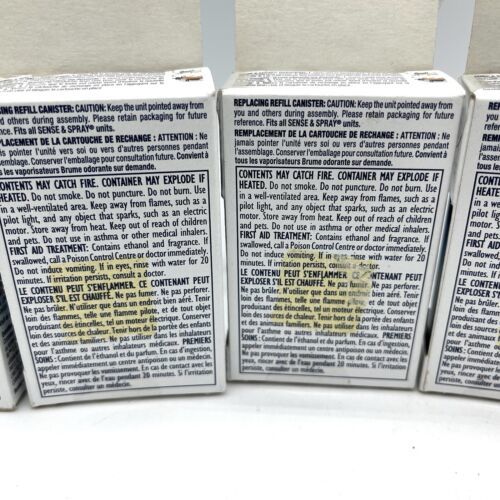 REPLACING REFILL CANISTER: CAUTION: Keep the unit pointed away from
you and others during assembly. Please retain packaging for future
reference. Fits all SENSE & SPRAY® units.
REMPLACEMENT DE LA CARTOUCHE DE RECHANGE : ATTENTION : Ne
jamais pointer l'unité vers soi ou vers d'autres personnes pendant
l'assemblage. Conserver l'emballage pour consultation future. Convient à
tous les vaporisateurs Brume odorante sur demande.
CONTENTS MAY CATCH FIRE. CONTAINER MAY EXPLODE IF
HEATED. Do not smoke. Do not puncture. Do not burn. Use
in a well-ventilated area. Keep away from flames, such as a
pilot light, and any object that sparks, such as an electric
motor. Store away from heat. Keep out of reach of children
and pets. Do not use in asthma or other medical inhalers.
FIRST AID TREATMENT: Contains ethanol and fragrance. If
swallowed, call a Poison Control Centre or doctor immediately.
Do not induce vomiting. If in eyes, rinse with water for 20
minutes. If irritation persists, consult a doctor.
LE CONTENU PEUT S'ENFLAMMER. CE CONTENANT PEUT
EXPLOSER S'IL EST CHAUFFÉ. Ne pas fumer. Ne pas perforer.
Ne pas brûler. N'utiliser que dans un endroit bien aéré. Tenir
loin des flammes, telle une flamme pilote, et de tout objet
produisant des étincelles, tel un moteur électrique. Conserver
loin des sources de chaleur. Tenir hors de la portée des enfants
et des animaux familiers. Ne pas utiliser dans les inhalateurs
pour l'asthme ou autres inhalateurs médicaux. PREMIERS
SOINS : Contient de l'éthanol et du parfum. En cas d'ingestion,
appeler immédiatement un centre antipoison ou un médecin.
Ne pas provoquer les vomissements. En cas de contact avec les
yeux, rincer avec de l'eau pendant 20 minutes. Si l'irritation
persiste, consulter un médecin.